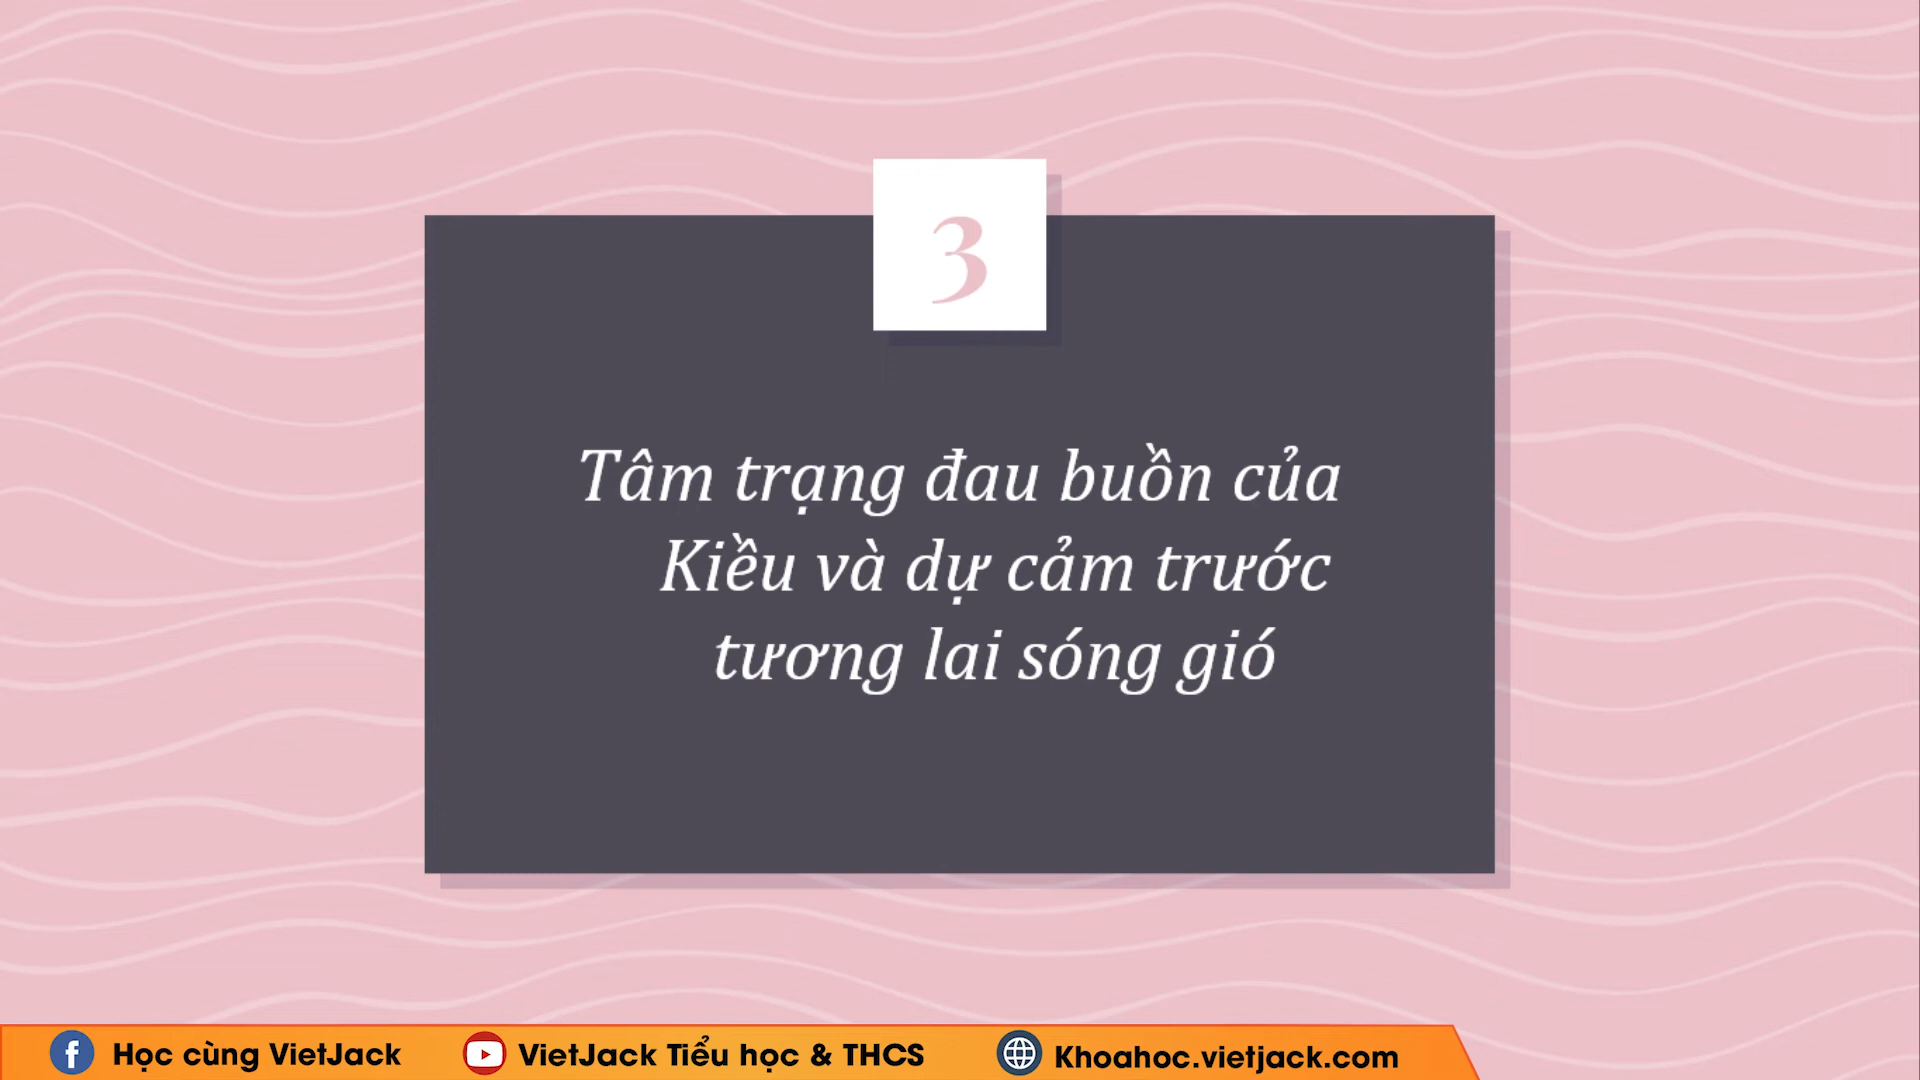 3
Tâm trạng đau buồn của
Kiều và dự cảm trước
tương lai sóng gió
Học cùng VietJack
VietJack Tiểu học & THCS
Khoahoc.vietjack.com